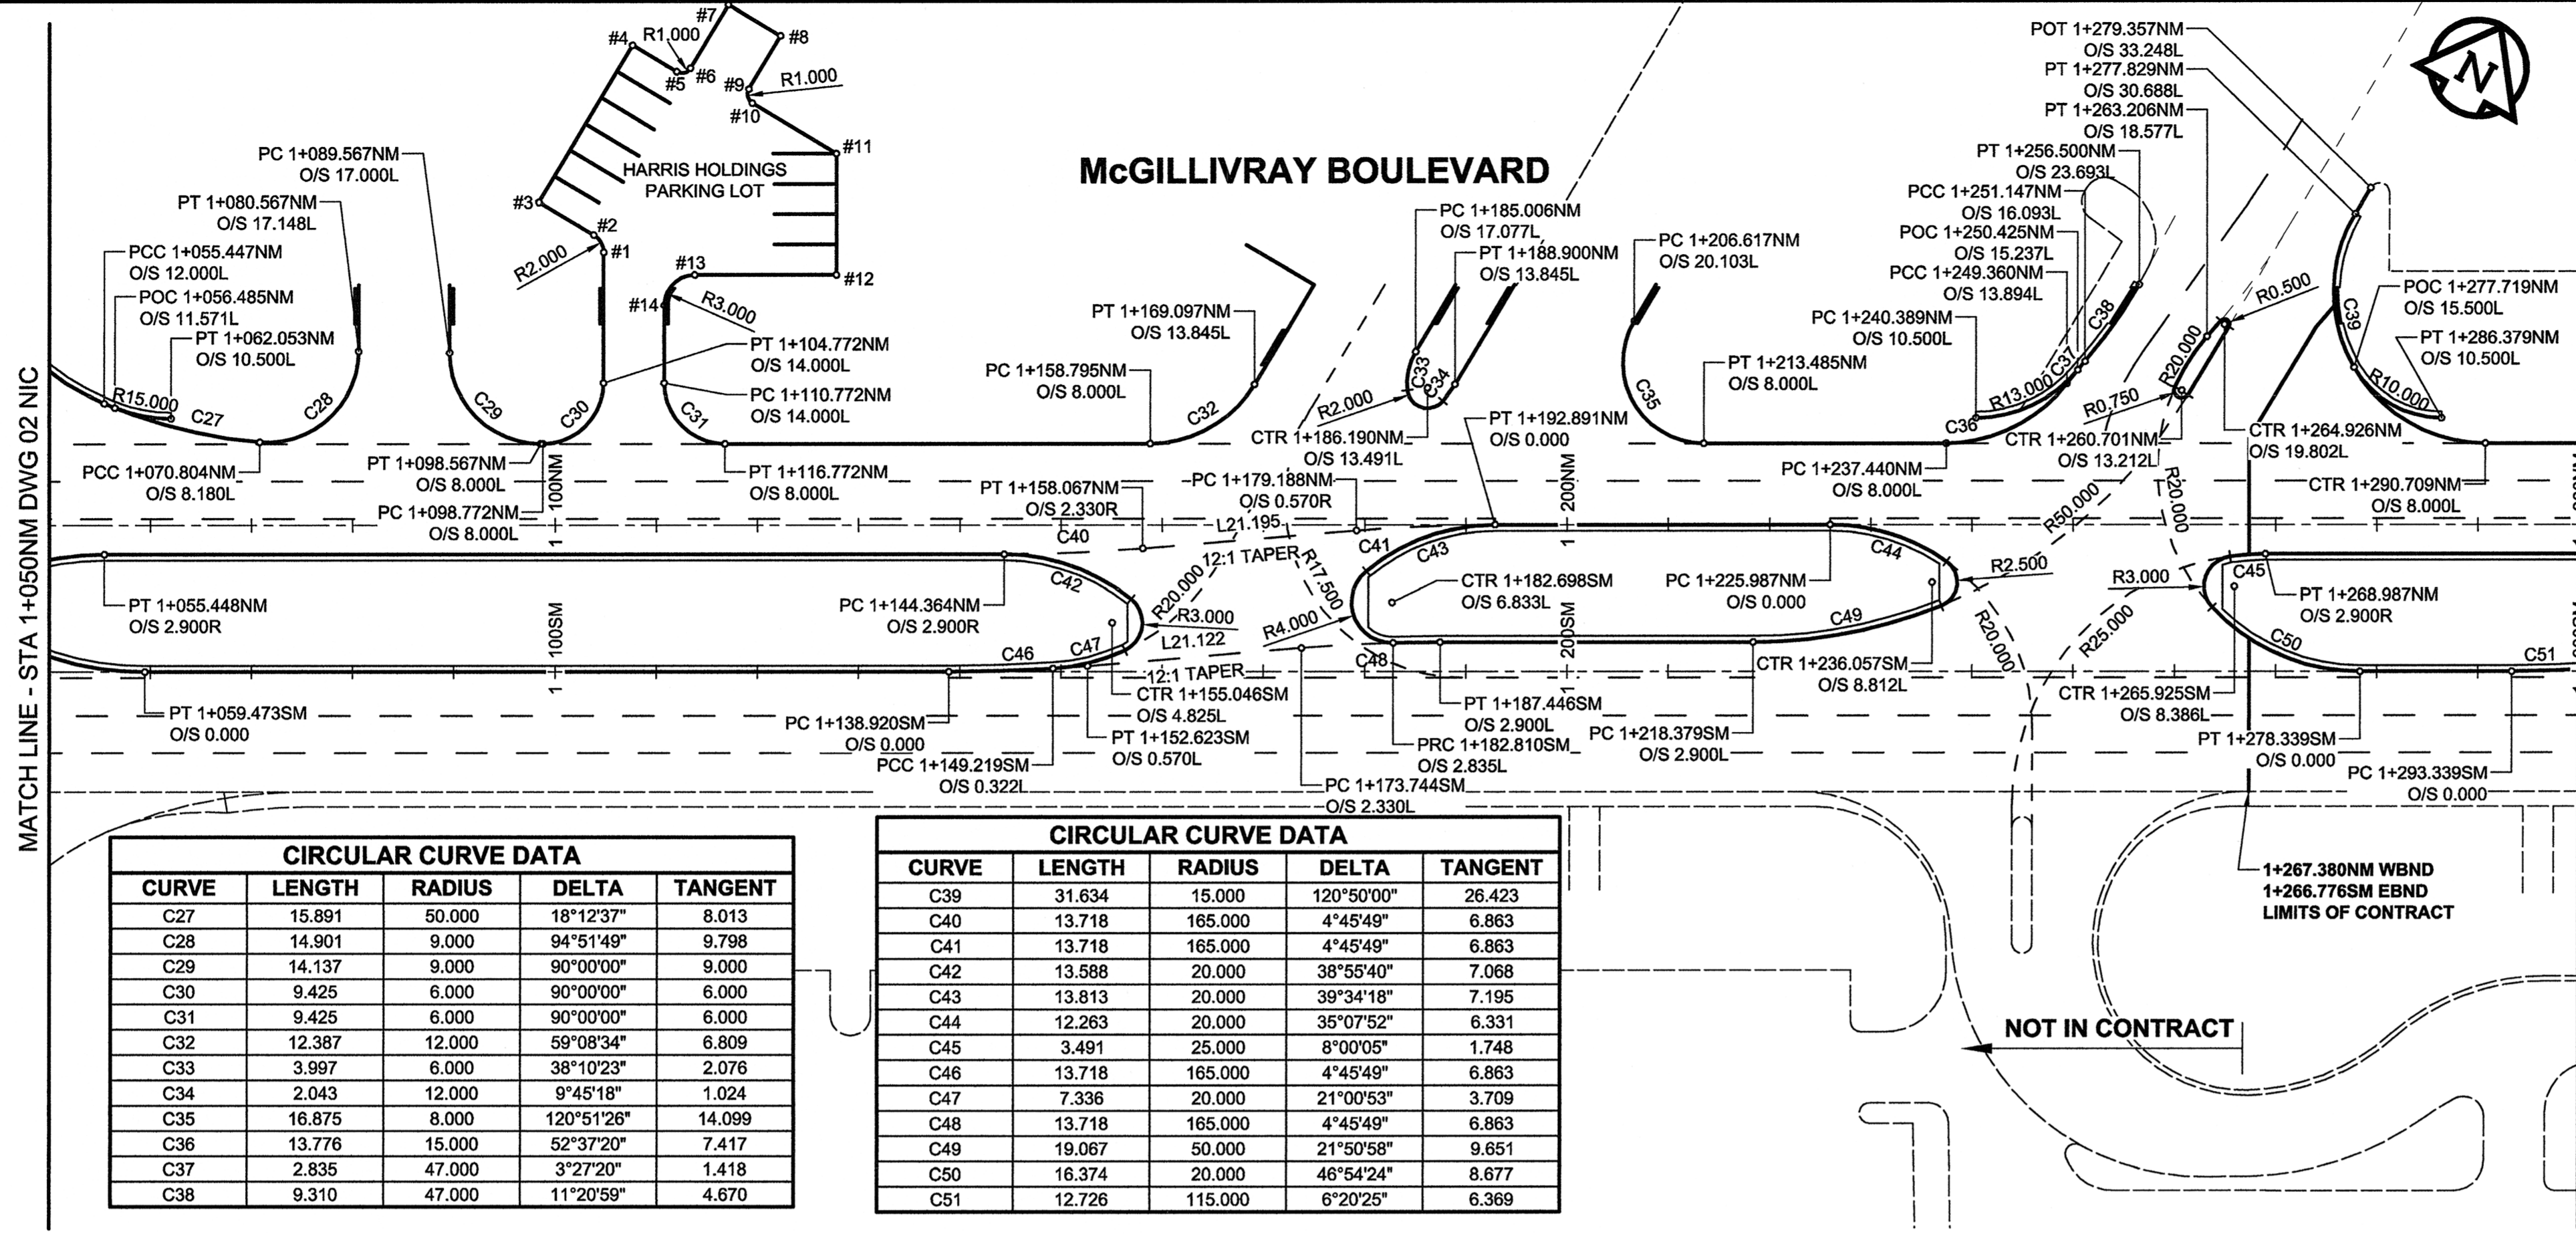 MATCH LINE - STA 1+050NM DWG 02 NIC
McGILLIVRAY BOULEVARD
N
#7
#4
R1.000
#8
#5
#6
#9
R1.000
#10
#11
HARRIS HOLDINGS
PARKING LOT
#3
#2
#1
R2.000
#13
#12
#14
R3.000
PC 1+089.567NM
O/S 17.000L
PT 1+080.567NM
O/S 17.148L
PCC 1+055.447NM
O/S 12.000L
POC 1+056.485NM
O/S 11.571L
PT 1+062.053NM
O/S 10.500L
R15.000
C27
C28
C29
C30
C31
PT 1+104.772NM
O/S 14.000L
PC 1+110.772NM
O/S 14.000L
PCC 1+070.804NM
O/S 8.180L
PT 1+098.567NM
O/S 8.000L
PC 1+098.772NM
O/S 8.000L
1 100NM
PT 1+116.772NM
O/S 8.000L
PT 1+169.097NM
O/S 13.845L
PC 1+158.795NM
O/S 8.000L
C32
PC 1+185.006NM
O/S 17.077L
PT 1+188.900NM
O/S 13.845L
C33
C34
R2.000
CTR 1+186.190NM
O/S 13.491L
PT 1+192.891NM
O/S 0.000
PC 1+206.617NM
O/S 20.103L
C35
PT 1+213.485NM
O/S 8.000L
POT 1+279.357NM
O/S 33.248L
PT 1+277.829NM
O/S 30.688L
PT 1+263.206NM
O/S 18.577L
PT 1+256.500NM
O/S 23.693L
PCC 1+251.147NM
O/S 16.093L
POC 1+250.425NM
O/S 15.237L
PCC 1+249.360NM
O/S 13.894L
PC 1+240.389NM
O/S 10.500L
R13.000
C36
C37
C38
R20.000
R0.750
R0.500
C39
R10.000
POC 1+277.719NM
O/S 15.500L
PT 1+286.379NM
O/S 10.500L
CTR 1+260.701NM
O/S 13.212L
CTR 1+264.926NM
O/S 19.802L
PC 1+237.440NM
O/S 8.000L
CTR 1+290.709NM
O/S 8.000L
PT 1+158.067NM
O/S 2.330R
PC 1+179.188NM
O/S 0.570R
L21.195
12:1 TAPER
C40
C41
C43
1 200NM
R50.000
R20.000
C44
R2.500
R3.000
C45
PT 1+055.448NM
O/S 2.900R
1 100SM
PC 1+144.364NM
O/S 2.900R
C42
R20.000
R17.500
R3.000
R4.000
L21.122
12:1 TAPER
C46
C47
C48
CTR 1+182.698SM
O/S 6.833L
PC 1+225.987NM
O/S 0.000
1 200SM
C49
R20.000
R25.000
PT 1+268.987NM
O/S 2.900R
C50
C51
PT 1+059.473SM
O/S 0.000
PC 1+138.920SM
O/S 0.000
PCC 1+149.219SM
O/S 0.322L
CTR 1+155.046SM
O/S 4.825L
PT 1+152.623SM
O/S 0.570L
PT 1+187.446SM
O/S 2.900L
PRC 1+182.810SM
O/S 2.835L
PC 1+173.744SM
O/S 2.330L
PC 1+218.379SM
O/S 2.900L
CTR 1+236.057SM
O/S 8.812L
CTR 1+265.925SM
O/S 8.386L
PT 1+278.339SM
O/S 0.000
PC 1+293.339SM
O/S 0.000
1+267.380NM WBND
1+266.776SM EBND
LIMITS OF CONTRACT
NOT IN CONTRACT
CIRCULAR CURVE DATA
CURVE LENGTH RADIUS DELTA TANGENT
C27 15.891 50.000 18°12'37" 8.013
C28 14.901 9.000 94°51'49" 9.798
C29 14.137 9.000 90°00'00" 9.000
C30 9.425 6.000 90°00'00" 6.000
C31 9.425 6.000 90°00'00" 6.000
C32 12.387 12.000 59°08'34" 6.809
C33 3.997 6.000 38°10'23" 2.076
C34 2.043 12.000 9°45'18" 1.024
C35 16.875 8.000 120°51'26" 14.099
C36 13.776 15.000 52°37'20" 7.417
C37 2.835 47.000 3°27'20" 1.418
C38 9.310 47.000 11°20'59" 4.670
CIRCULAR CURVE DATA
CURVE LENGTH RADIUS DELTA TANGENT
C39 31.634 15.000 120°50'00" 26.423
C40 13.718 165.000 4°45'49" 6.863
C41 13.718 165.000 4°45'49" 6.863
C42 13.588 20.000 38°55'40" 7.068
C43 13.813 20.000 39°34'18" 7.195
C44 12.263 20.000 35°07'52" 6.331
C45 3.491 25.000 8°00'05" 1.748
C46 13.718 165.000 4°45'49" 6.863
C47 7.336 20.000 21°00'53" 3.709
C48 13.718 165.000 4°45'49" 6.863
C49 19.067 50.000 21°50'58" 9.651
C50 16.374 20.000 46°54'24" 8.677
C51 12.726 115.000 6°20'25" 6.369